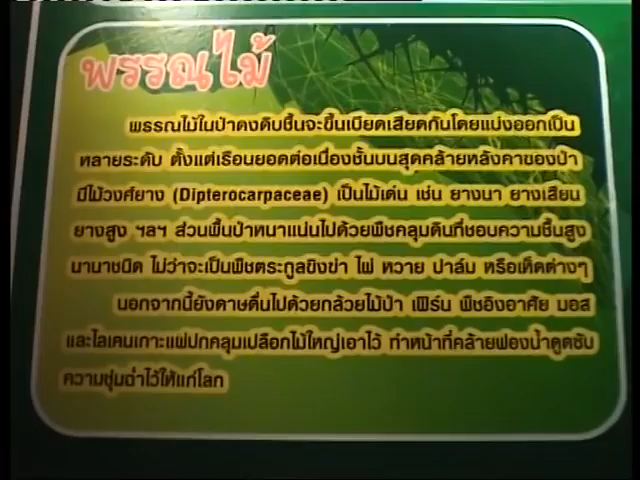 พรรณไม้
พรรณไม้ในป่าดงดิบชื้นจะขึ้นเบียดเสียดกันโดยแบ่งออกเป็น
หลายระดับ ตั้งแต่เรือนยอดต่อเนื่องชั้นบนสุดคล้ายหลังคาของป่า
มีไม้วงศ์ยาง (Dipterocarpaceae) เป็นไม้เด่น เช่น ยางนา ยางเสียน
ยางสูง ฯลฯ ส่วนพื้นป่าหนาแน่นไปด้วยพืชคลุมดินที่ชอบความชื้นสูง
นานาชนิด ไม่ว่าจะเป็นพืชตระกูลขิงข่า ไผ่ หวาย ปาล์ม หรือเห็ดต่างๆ
นอกจากนี้ยังดาษดื่นไปด้วยกล้วยไม้ป่า เฟิร์น พืชอิงอาศัย มอส
และไลเคนเกาะแผ่ปกคลุมเปลือกไม้ใหญ่เอาไว้ ทำหน้าที่คล้ายฟองน้ำดูดซับ
ความชุ่มฉ่ำไว้ให้แก่โลก